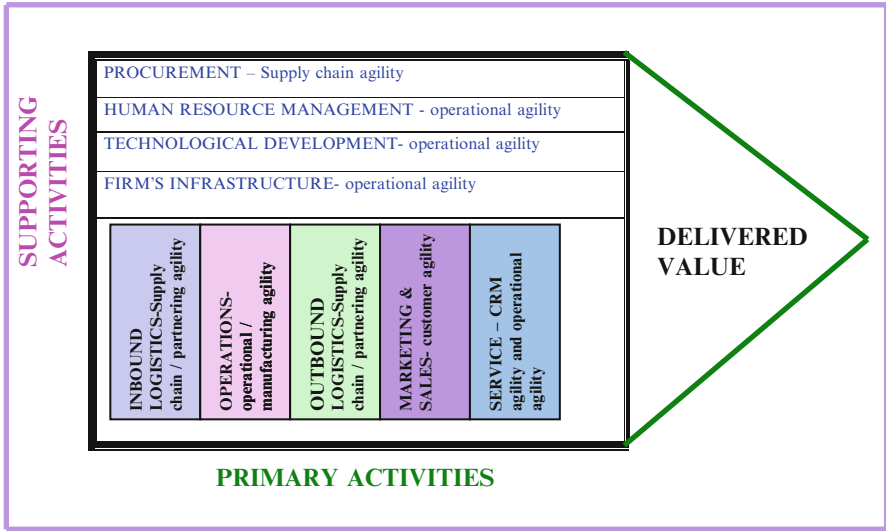 SUPPORTING
ACTIVITIES
PROCUREMENT – Supply chain agility
HUMAN RESOURCE MANAGEMENT - operational agility
TECHNOLOGICAL DEVELOPMENT- operational agility
FIRM'S INFRASTRUCTURE- operational agility
INBOUND
LOGISTICS-Supply
chain / partnering agility
OPERATIONS-
operational /
manufacturing agility
OUTBOUND
LOGISTICS-Supply
chain / partnering agility
MARKETING &
SALES- customer agility
SERVICE – CRM
agility and operational
agility
DELIVERED
VALUE
PRIMARY ACTIVITIES